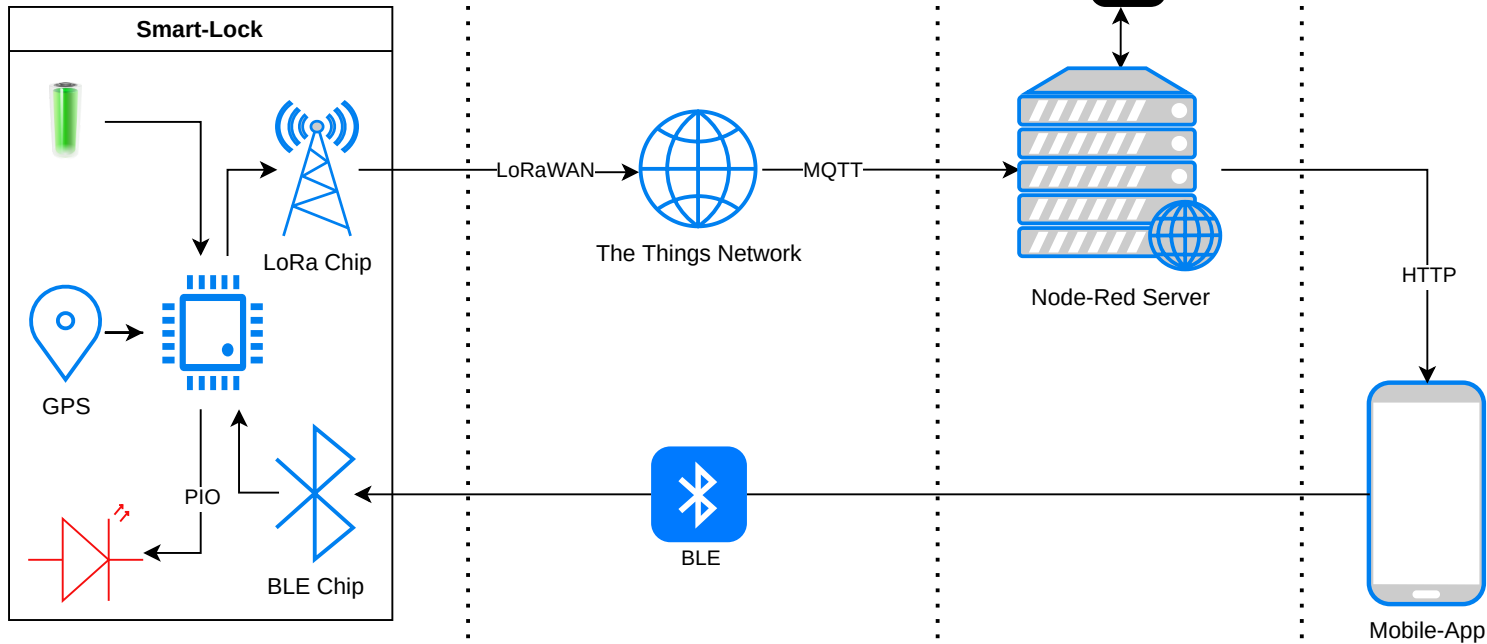 Smart-Lock
LoRa Chip
LoRaWAN
The Things Network
MQTT
Node-Red Server
HTTP
GPS
PIO
BLE Chip
BLE
Mobile-App